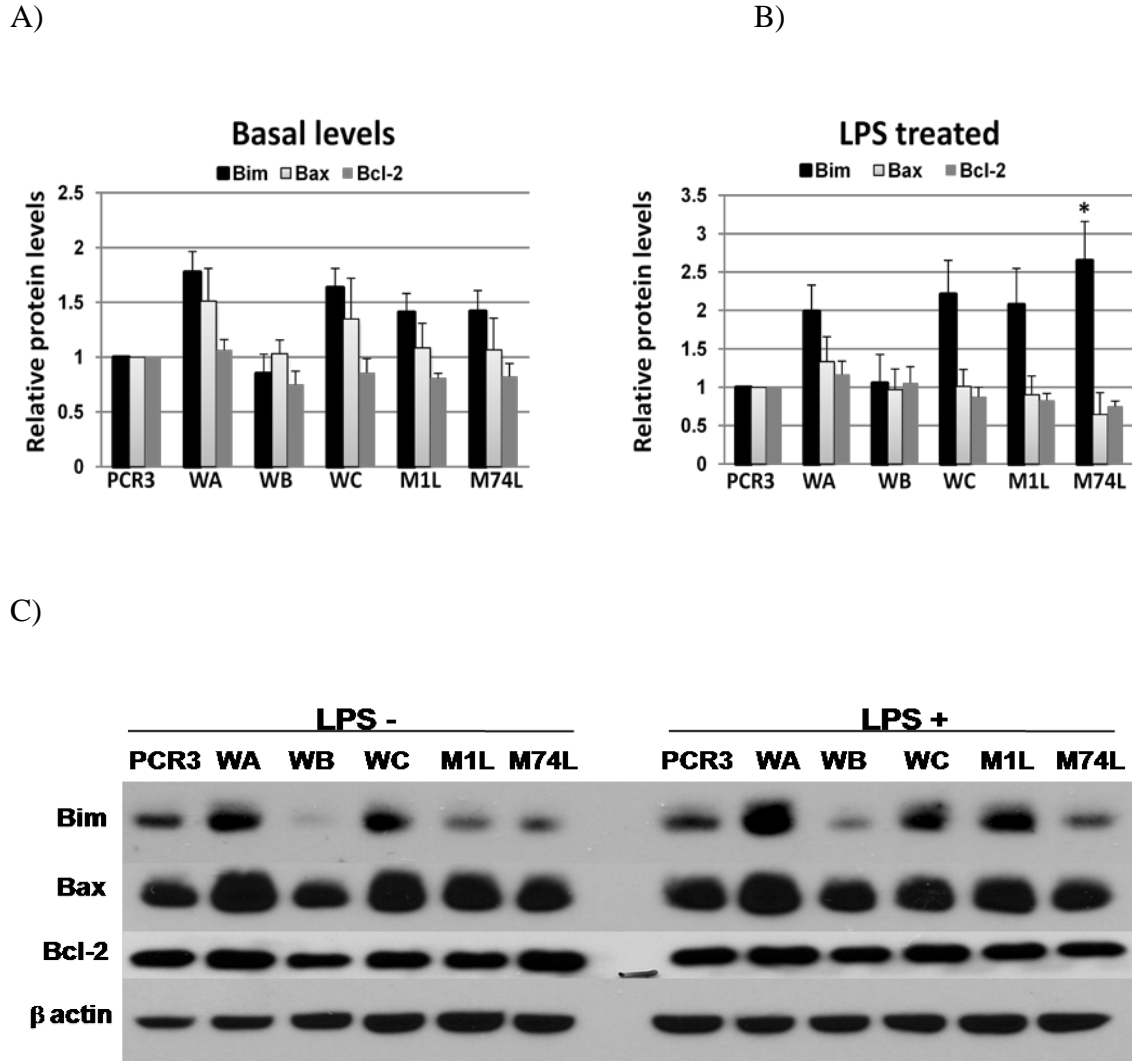 A)
B)
Basal levels
Bim Bax Bcl-2
Relative protein levels
2.5
2
1.5
1
0.5
0
PCR3 WA WB WC M1L M74L
LPS treated
Bim Bax Bcl-2
Relative protein levels
3.5
3
2.5
2
1.5
1
0.5
0
*
PCR3 WA WB WC M1L M74L
C)
LPS -
LPS +
PCR3 WA WB WC M1L M74L
PCR3 WA WB WC M1L M74L
Bim
Bax
Bcl-2
β actin